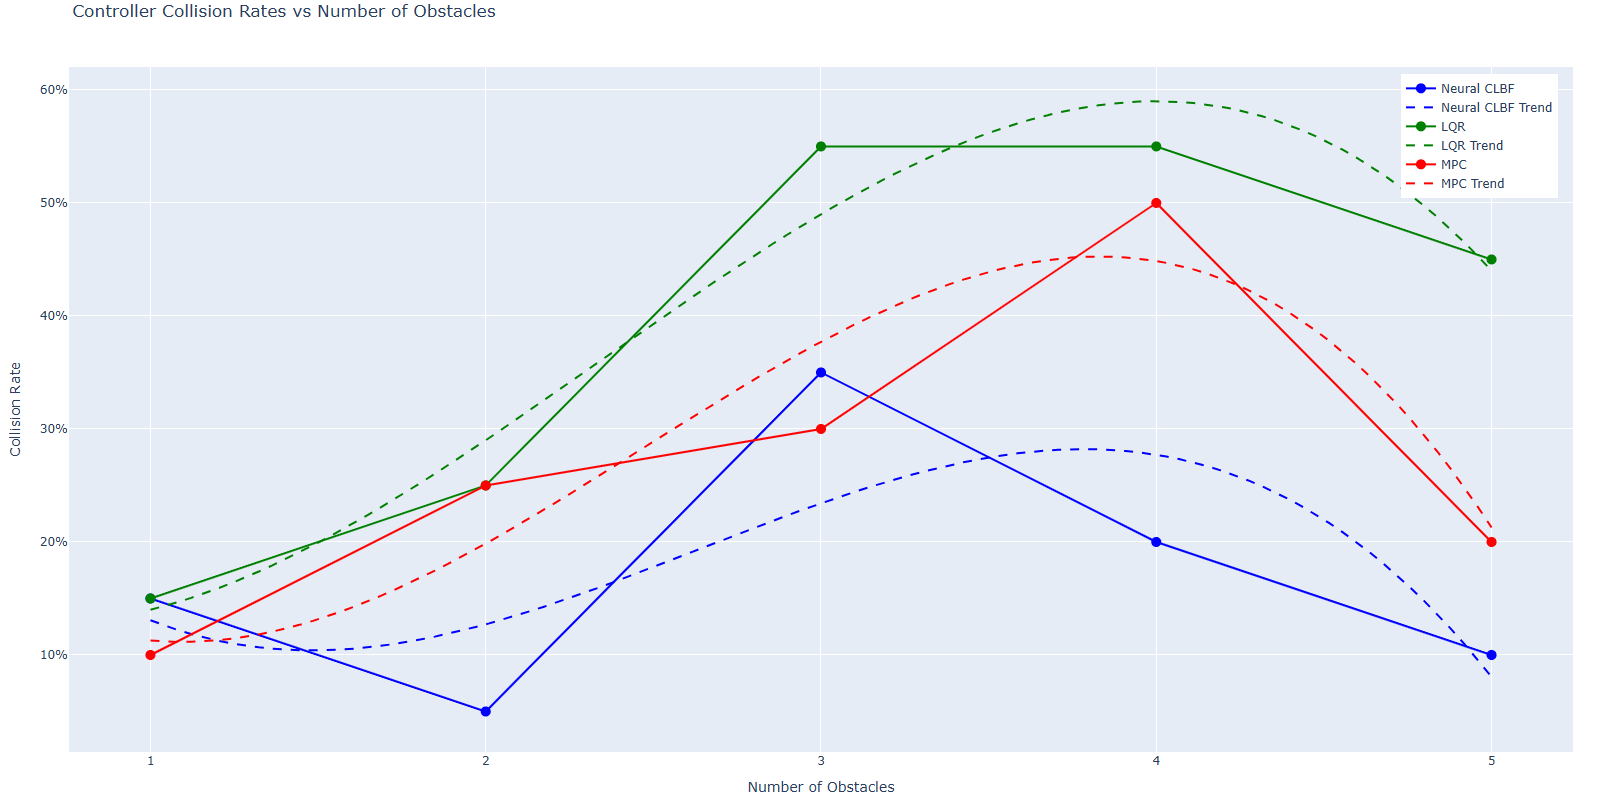 Controller Collision Rates vs Number of Obstacles
60%
50%
40%
30%
20%
10%
Collision Rate
1 2 3 4 5
Number of Obstacles
Neural CLBF
Neural CLBF Trend
LQR
LQR Trend
MPC
MPC Trend